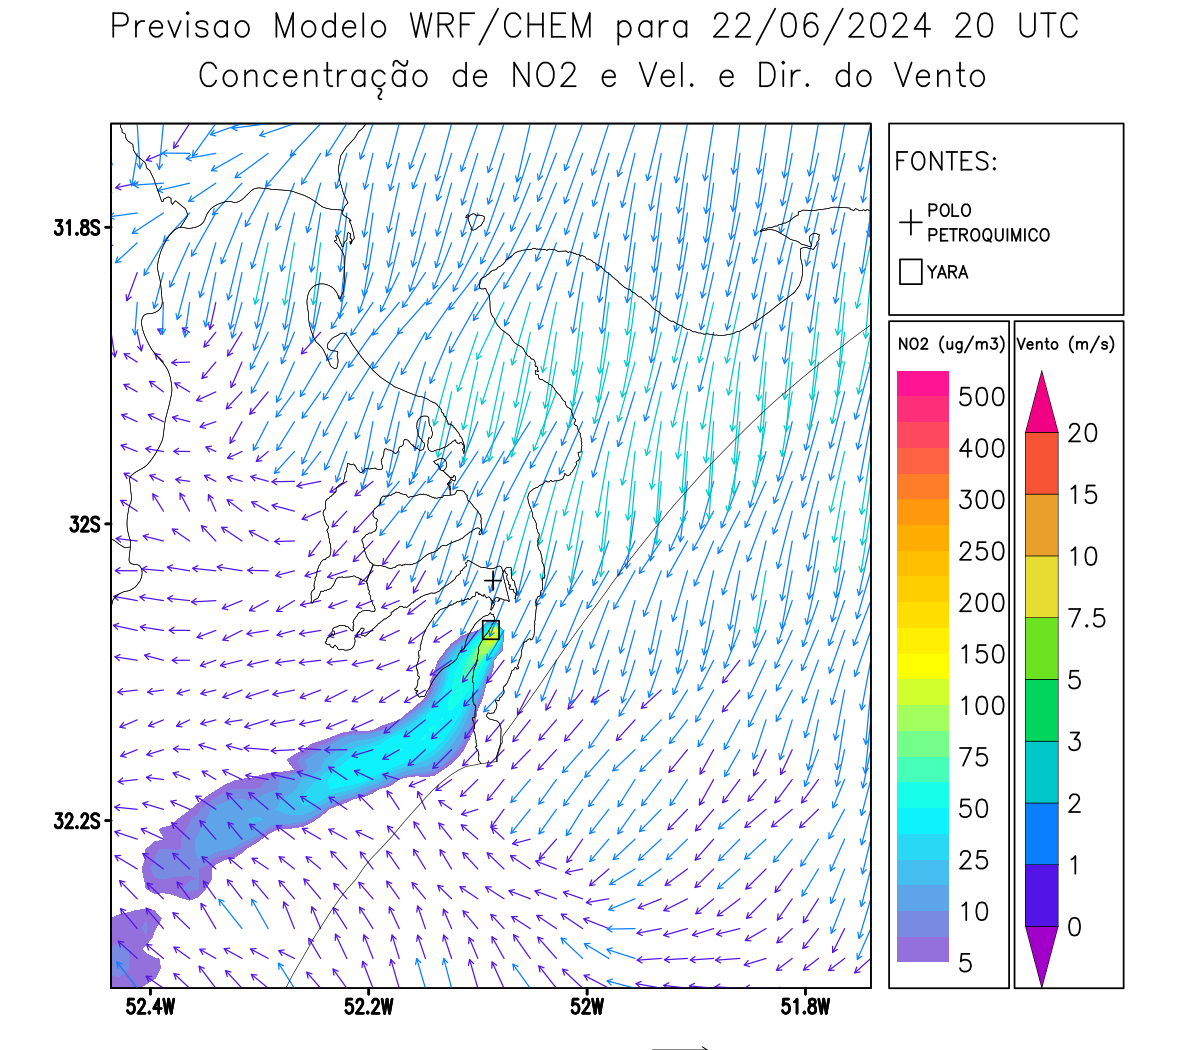 Previsao Modelo WRF/CHEM para 22/06/2024 20 UTC
Concentração de NO2 e Vel. e Dir. do Vento
FONTES:
POLO
PETROQUIMICO
YARA
NO2 (ug/m3)
500
400
300
250
200
150
100
75
50
25
10
5
Vento (m/s)
20
15
10
7.5
5
3
2
1
0
31.8S
32S
32.2S
52.4W
52.2W
52W
51.8W